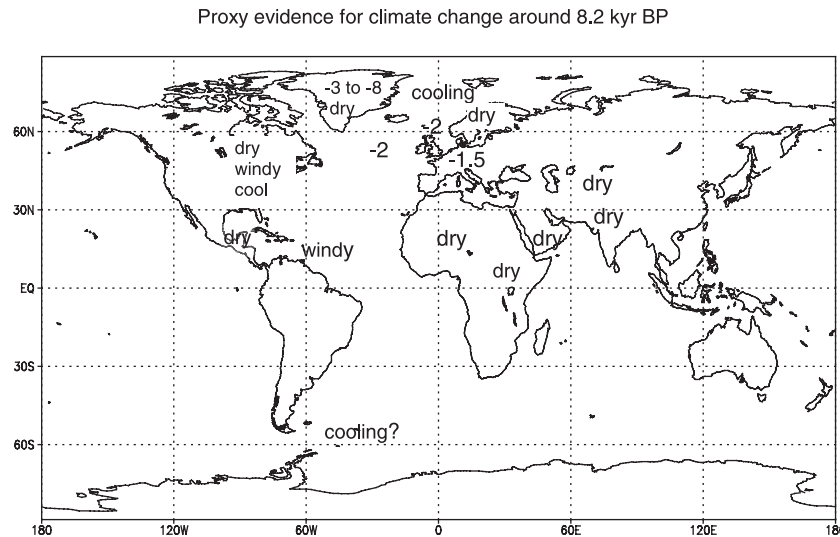 Proxy evidence for climate change around 8.2 kyr BP
-3 to -8
dry
cooling
dry
60N
-2
-2
-1.5
dry
windy
cool
dry
30N
dry
dry
windy
dry
dry
dry
EQ
30S
cooling?
60S
180
120W
60W
0
60E
120E
180